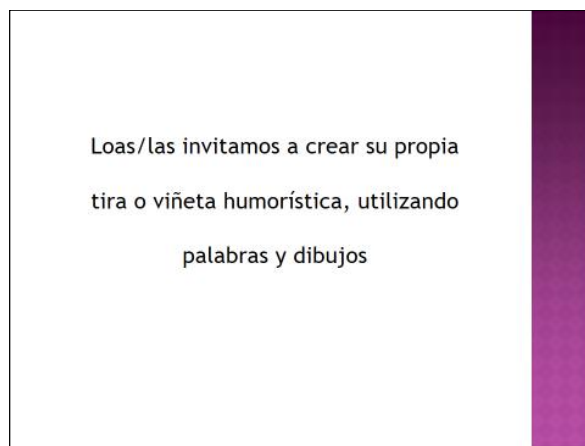 Loas/las invitamos a crear su propia
tira o viñeta humorística, utilizando
palabras y dibujos